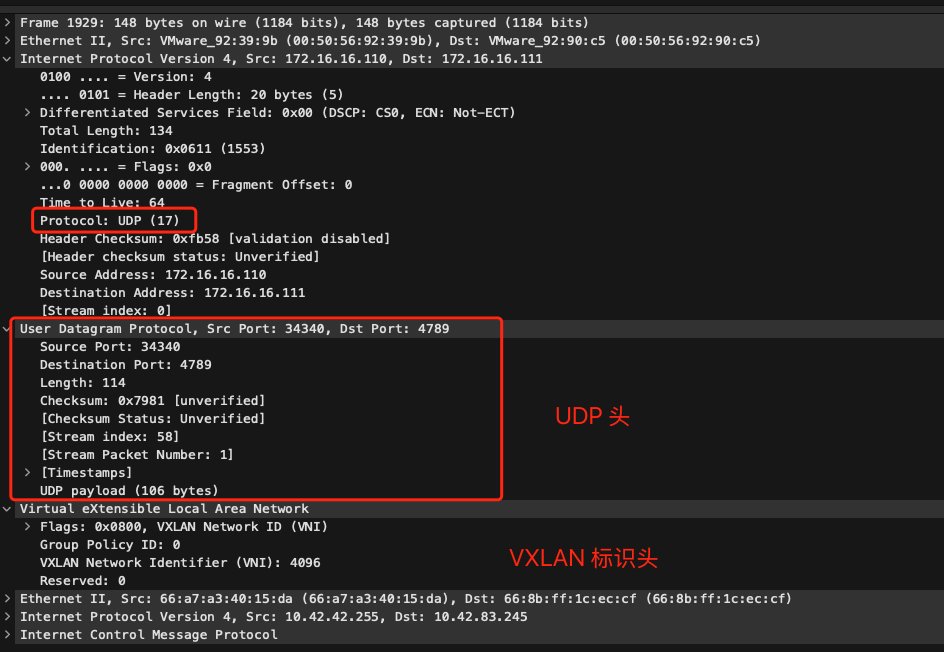 Frame 1929: 148 bytes on wire (1184 bits), 148 bytes captured (1184 bits)
Ethernet II, Src: VMware_92:39:9b (00:50:56:92:39:9b), Dst: VMware_92:90:c5 (00:50:56:92:90:c5)
Internet Protocol Version 4, Src: 172.16.16.110, Dst: 172.16.16.111
0100 .... = Version: 4
.... 0101 = Header Length: 20 bytes (5)
Differentiated Services Field: 0x00 (DSCP: CS0, ECN: Not-ECT)
Total Length: 134
Identification: 0x0611 (1553)
000. .... = Flags: 0x0
...0 0000 0000 0000 = Fragment Offset: 0
Time to Live: 64
Protocol: UDP (17)
Header Checksum: 0xfb58 [validation disabled]
[Header checksum status: Unverified]
Source Address: 172.16.16.110
Destination Address: 172.16.16.111
[Stream index: 0]
User Datagram Protocol, Src Port: 34340, Dst Port: 4789
Source Port: 34340
Destination Port: 4789
Length: 114
Checksum: 0x7981 [unverified]
[Checksum Status: Unverified]
UDP 头
[Stream index: 58]
[Stream Packet Number: 1]
[Timestamps]
UDP payload (106 bytes)
Virtual eXtensible Local Area Network
Flags: 0x0800, VXLAN Network ID (VNI)
Group Policy ID: 0
VXLAN 标识头
VXLAN Network Identifier (VNI): 4096
Reserved: 0
Ethernet II, Src: 66:a7:a3:40:15:da (66:a7:a3:40:15:da), Dst: 66:8b:ff:1c:ec:cf (66:8b:ff:1c:ec:cf)
Internet Protocol Version 4, Src: 10.42.42.255, Dst: 10.42.83.245
Internet Control Message Protocol